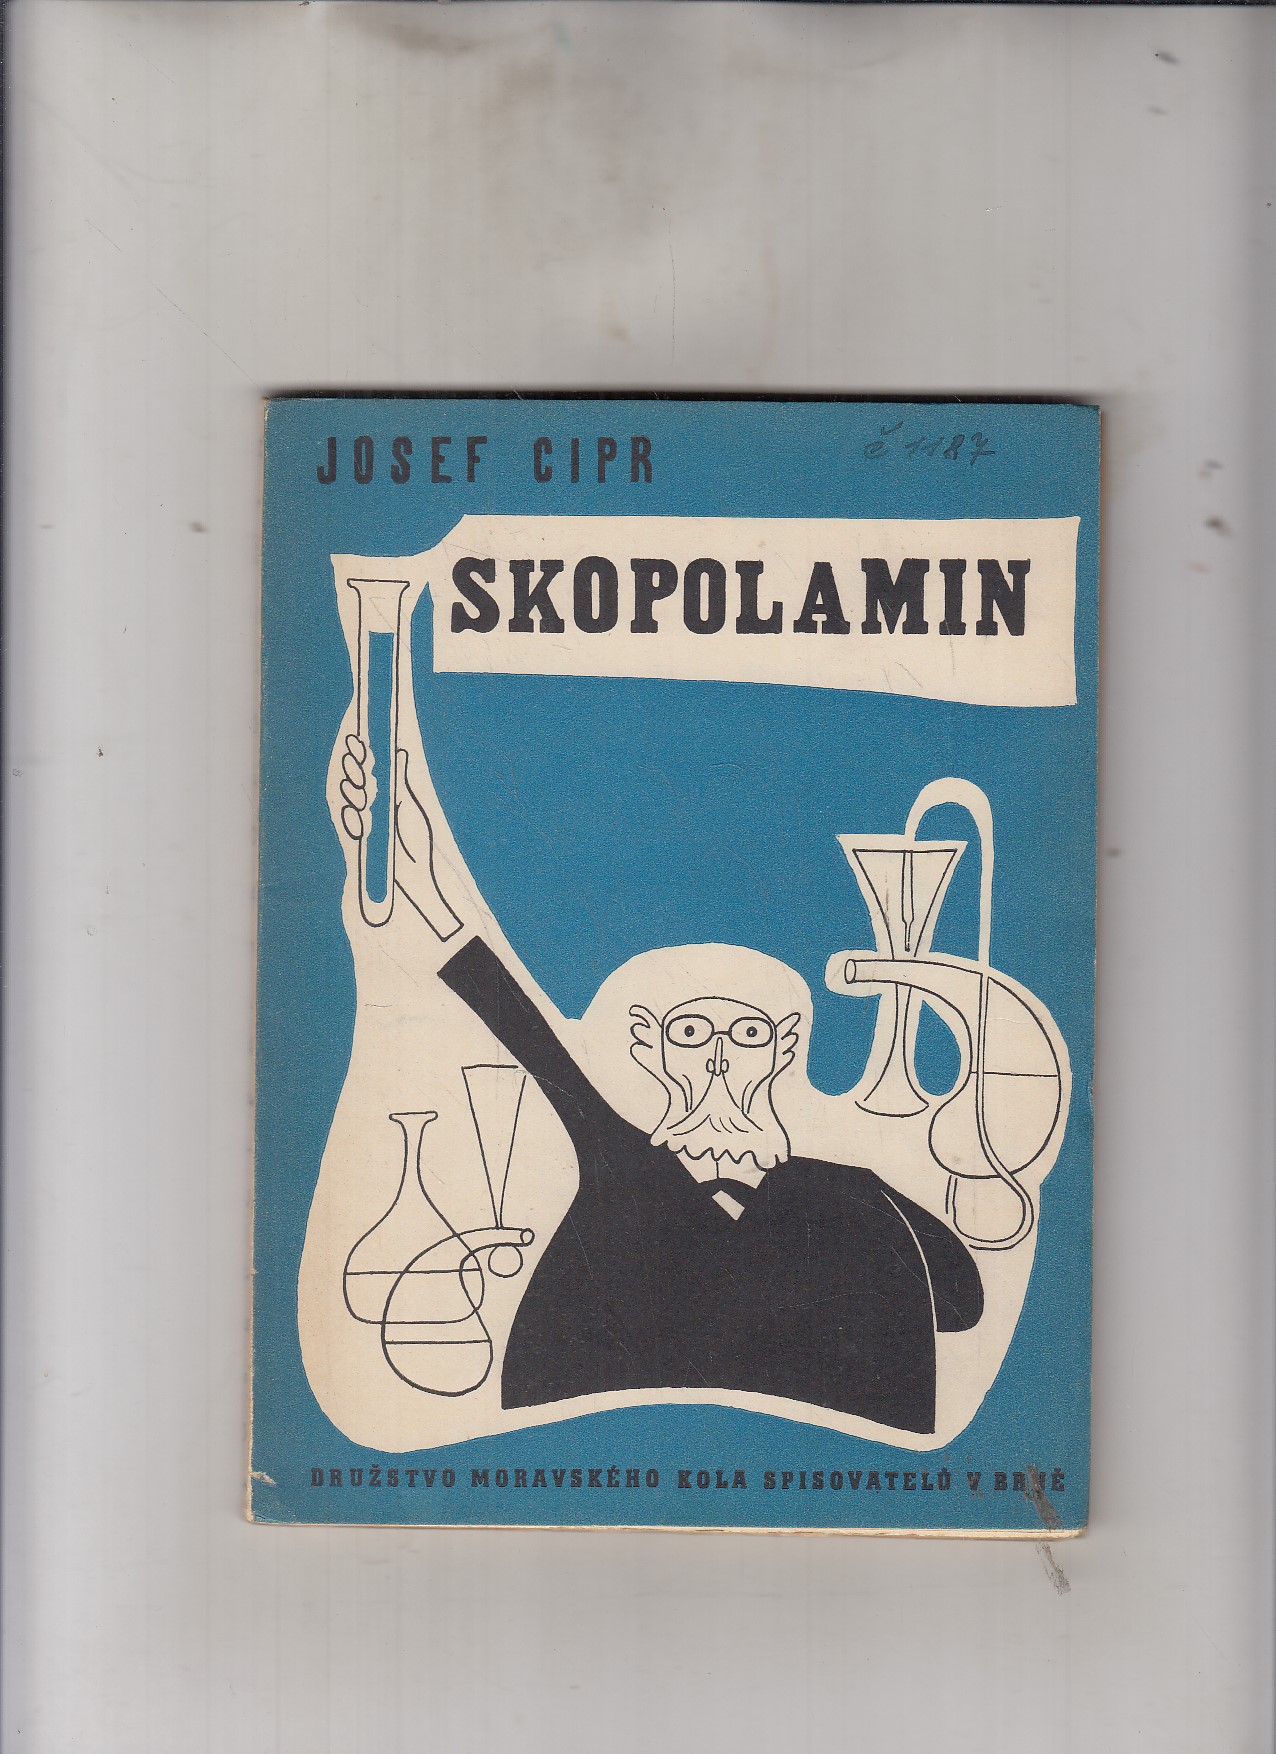 JOSEF CIPR
č 1187
SKOPOLAMIN
DRUŽSTVO MORAVSKÉHO KOLA SPISOVATELŮ V BRNĚ